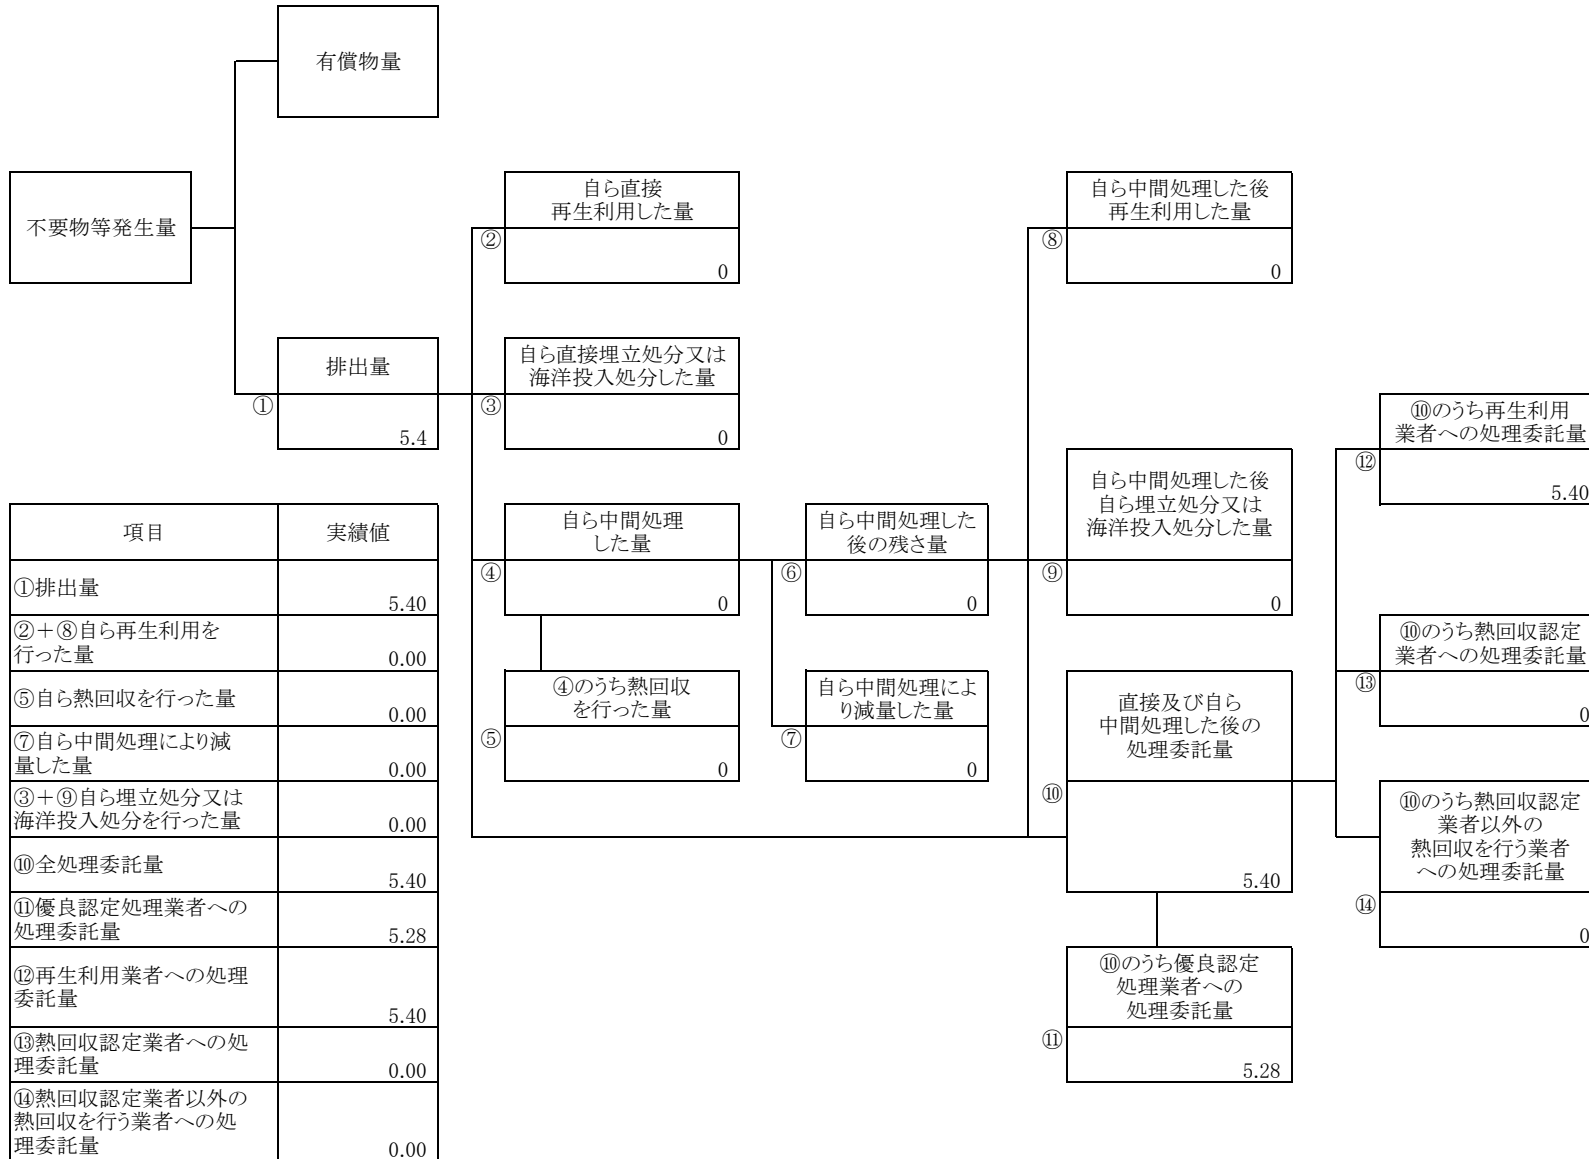 有償物量
不要物等発生量
排出量
①
5.4
自ら直接
再生利用した量
②
0
自ら直接埋立処分又は
海洋投入処分した量
③
0
自ら中間処理
した量
④
0
④のうち熱回収
を行った量
⑤
0
自ら中間処理した
後の残さ量
⑥
0
自ら中間処理によ
り減量した量
⑦
0
自ら中間処理した後
再生利用した量
⑧
0
自ら中間処理した後
自ら埋立処分又は
海洋投入処分した量
⑨
0
直接及び自ら
中間処理した後の
処理委託量
⑩
5.40
⑩のうち優良認定
処理業者への
処理委託量
⑪
5.28
⑩のうち再生利用
業者への処理委託量
⑫
5.40
⑩のうち熱回収認定
業者への処理委託量
⑬
0
⑩のうち熱回収認定
業者以外の
熱回収を行う業者
への処理委託量
⑭
0
項目 実績値
①排出量
5.40
②+⑧自ら再生利用を
行った量 0.00
⑤自ら熱回収を行った量
0.00
⑦自ら中間処理により減
量した量 0.00
③+⑨自ら埋立処分又は
海洋投入処分を行った量 0.00
⑩全処理委託量
5.40
⑪優良認定処理業者への
処理委託量 5.28
⑫再生利用業者への処理
委託量
5.40
⑬熱回収認定業者への処
理委託量 0.00
⑭熱回収認定業者以外の
熱回収を行う業者への処
理委託量 0.00